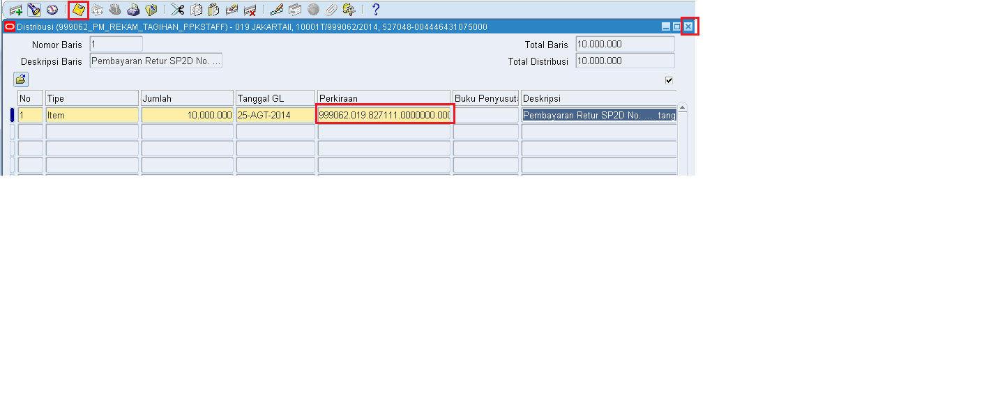 Distribusi (999062_PM_REKAM_TAGIHAN_PPKSTAFF) - 019 JAKARTAII, 10001T/999062/2014, 527048-004446431075000
Nomor Baris 1 Total Baris 10.000.000
Deskripsi Baris Pembayaran Retur SP2D No. ... Total Distribusi 10.000.000
No Tipe Jumlah Tanggal GL Perkiraan Buku Penyusuta Deskripsi
1 Item 10.000.000 25-AGT-2014 999062.019.827111.0000000.000 Pembayaran Retur SP2D No. .... tang